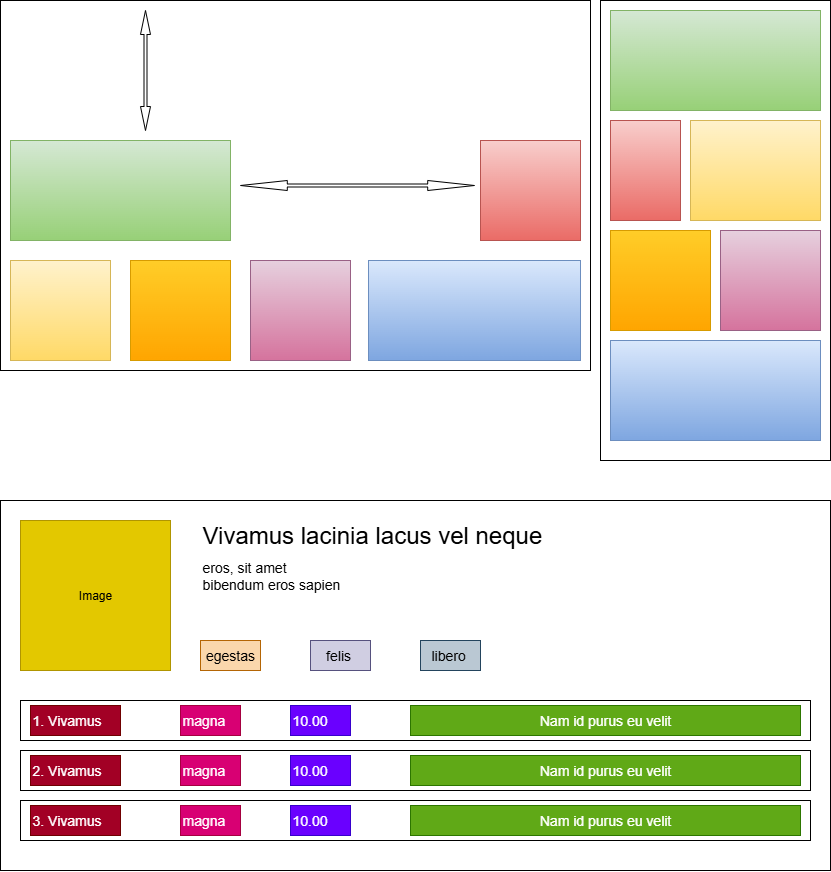 Image
Vivamus lacinia lacus vel neque
eros, sit amet
bibendum eros sapien
egestas felis libero
1. Vivamus magna 10.00 Nam id purus eu velit
2. Vivamus magna 10.00 Nam id purus eu velit
3. Vivamus magna 10.00 Nam id purus eu velit